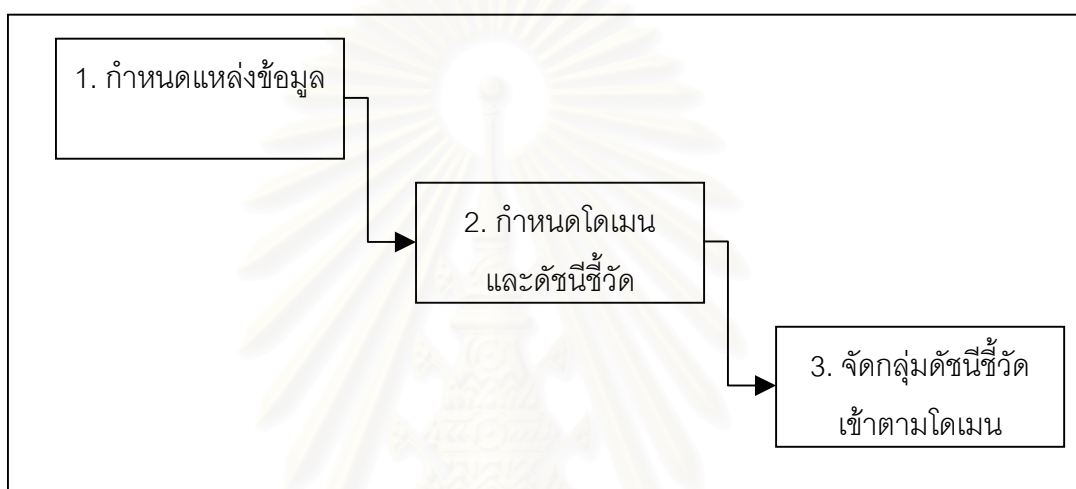 1. กำหนดแหล่งข้อมูล
2. กำหนดโดเมน
และดัชนีชี้วัด
3. จัดกลุ่มดัชนีชี้วัด
เข้าตามโดเมน